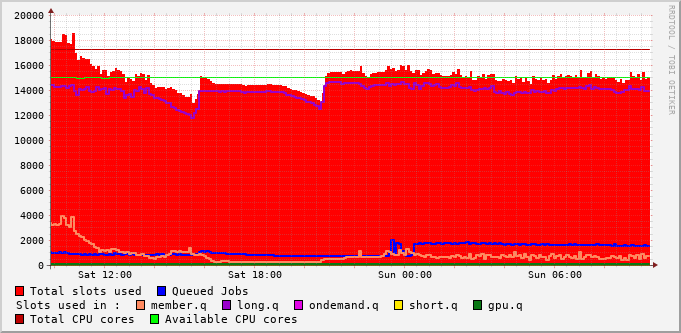 20000
18000
16000
14000
12000
10000
8000
6000
4000
2000
0
Sat 12:00 Sat 18:00 Sun 00:00 Sun 06:00
RRDTOOL / TOBI OETIKER
Total slots used Queued Jobs
Slots used in : member.q long.q ondemand.q short.q gpu.q
Total CPU cores Available CPU cores